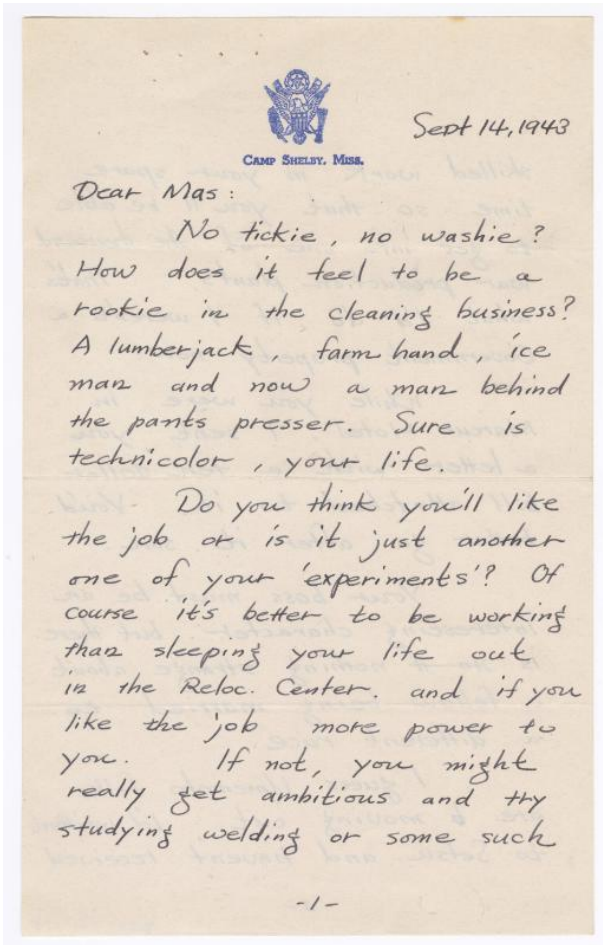 Sept 14, 1943
CAMP SHELBY, MISS.
Dear Mas:
No tickie, no washie?
How does it feel to be a
rookie in the cleaning business?
A lumberjack, farm hand, ice
man and now a man behind
the pants presser. Sure is
technicolor, your life.
Do you think you'll like
the job or is it just another
one of your 'experiments'? Of
course it's better to be working
than sleeping your life out
in the Reloc. Center. and if you
like the job more power to
you. If not, you might
really get ambitious and try
studying welding or some such
-1-